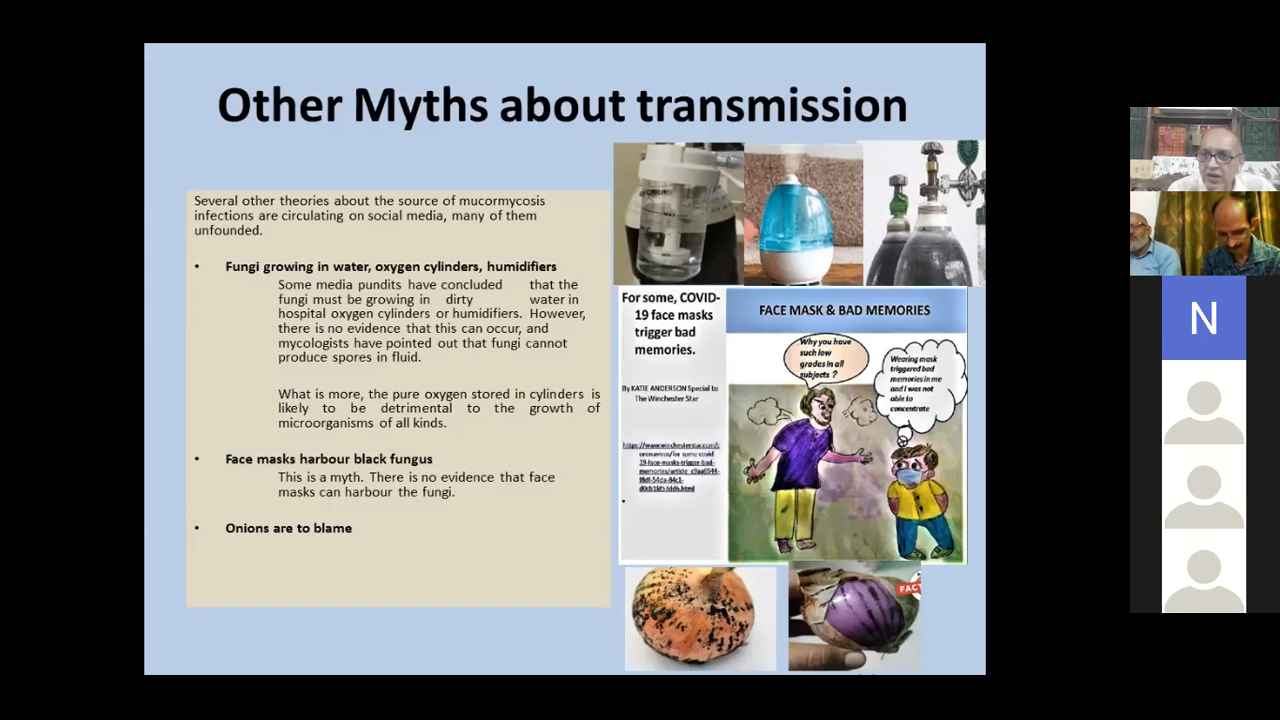 Other Myths about transmission
Several other theories about the source of mucormycosis
infections are circulating on social media, many of them
unfounded.
• Fungi growing in water, oxygen cylinders, humidifiers
Some media pundits have concluded that the
fungi must be growing in dirty water in
hospital oxygen cylinders or humidifiers. However,
there is no evidence that this can occur, and
mycologists have pointed out that fungi cannot
produce spores in fluid.
What is more, the pure oxygen stored in cylinders is
likely to be detrimental to the growth of
microorganisms of all kinds.
• Face masks harbour black fungus
This is a myth. There is no evidence that face
masks can harbour the fungi.
• Onions are to blame
For some, COVID-
19 face masks
trigger bad
memories.
By KATIE ANDERSON Special to
The Winchester Star
FACE MASK & BAD MEMORIES
Why you have
such low
grades in all
subjects ?
Wearing mask
triggered bad
memories in me
and I was not
able to
concentrate
FACT
N